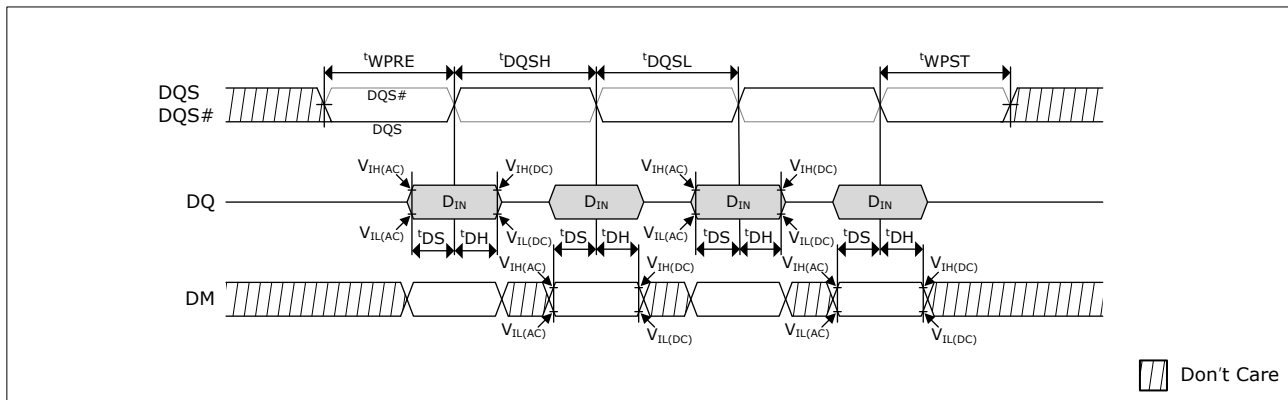 tWPRE tDQSH tDQSL tWPST
DQS DQS#
DQS# DQS
VIH(AC) VIH(DC) VIH(AC) VIH(DC)
DQ DIN DIN DIN DIN
VIL(AC) VIL(DC) VIL(AC) VIL(DC)
tDS tDH tDS tDH tDS tDH tDS tDH
VIH(AC) VIH(DC) VIH(AC) VIH(DC)
DM
VIL(AC) VIL(DC) VIL(AC) VIL(DC)
Don't Care